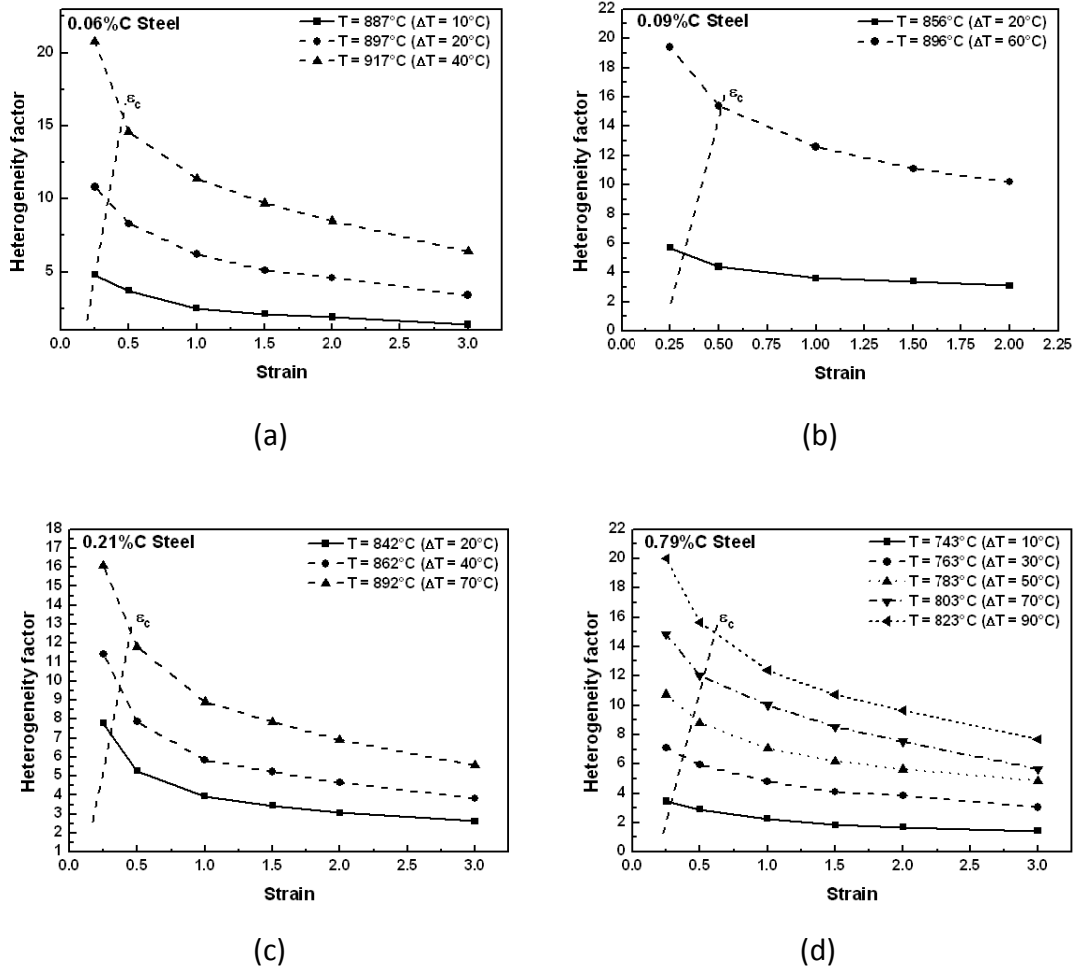 0.06%C Steel
T = 887°C (ΔT = 10°C)
T = 897°C (ΔT = 20°C)
T = 917°C (ΔT = 40°C)
εc
Heterogeneity factor
20
15
10
5
0.0 0.5 1.0 1.5 2.0 2.5 3.0
Strain
(a)
0.09%C Steel
T = 856°C (ΔT = 20°C)
T = 896°C (ΔT = 60°C)
εc
Heterogeneity factor
22
20
18
16
14
12
10
8
6
4
2
0
0.00 0.25 0.50 0.75 1.00 1.25 1.50 1.75 2.00 2.25
Strain
(b)
0.21%C Steel
T = 842°C (ΔT = 20°C)
T = 862°C (ΔT = 40°C)
T = 892°C (ΔT = 70°C)
εc
Heterogeneity factor
18
17
16
15
14
13
12
11
10
9
8
7
6
5
4
3
2
1
0.0 0.5 1.0 1.5 2.0 2.5 3.0
Strain
(c)
0.79%C Steel
T = 743°C (ΔT = 10°C)
T = 763°C (ΔT = 30°C)
T = 783°C (ΔT = 50°C)
T = 803°C (ΔT = 70°C)
T = 823°C (ΔT = 90°C)
εc
Heterogeneity factor
22
20
18
16
14
12
10
8
6
4
2
0
0.0 0.5 1.0 1.5 2.0 2.5 3.0
Strain
(d)